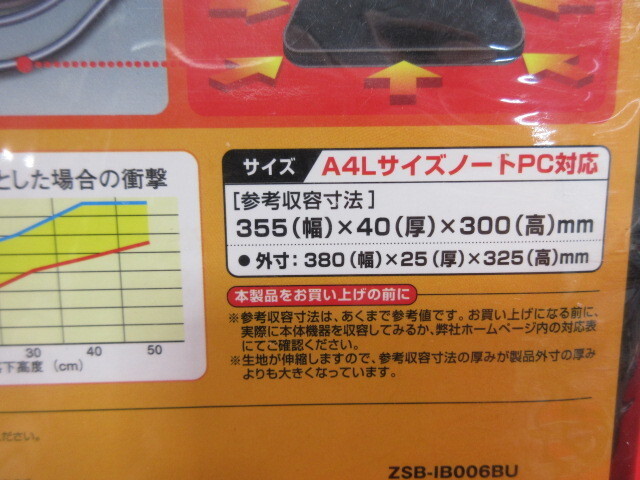 サイズ A4LサイズノートPC対応
[参考収容寸法]
355(幅)×40(厚)×300(高)mm
●外寸:380(幅)×25(厚)×325(高)mm
とした場合の衝撃
本製品をお買い上げの前に
※参考収容寸法は、あくまで参考値です。お買い上げになる前に、
実際に本体機器を収容してみるか、弊社ホームページ内の対応表
にてご確認ください。
※生地が伸縮しますので、参考収容寸法の厚みが製品外寸の厚み
よりも大きくなっています。
30 40 50
下高度 (cm)
ださい。
ZSB-IB006BU